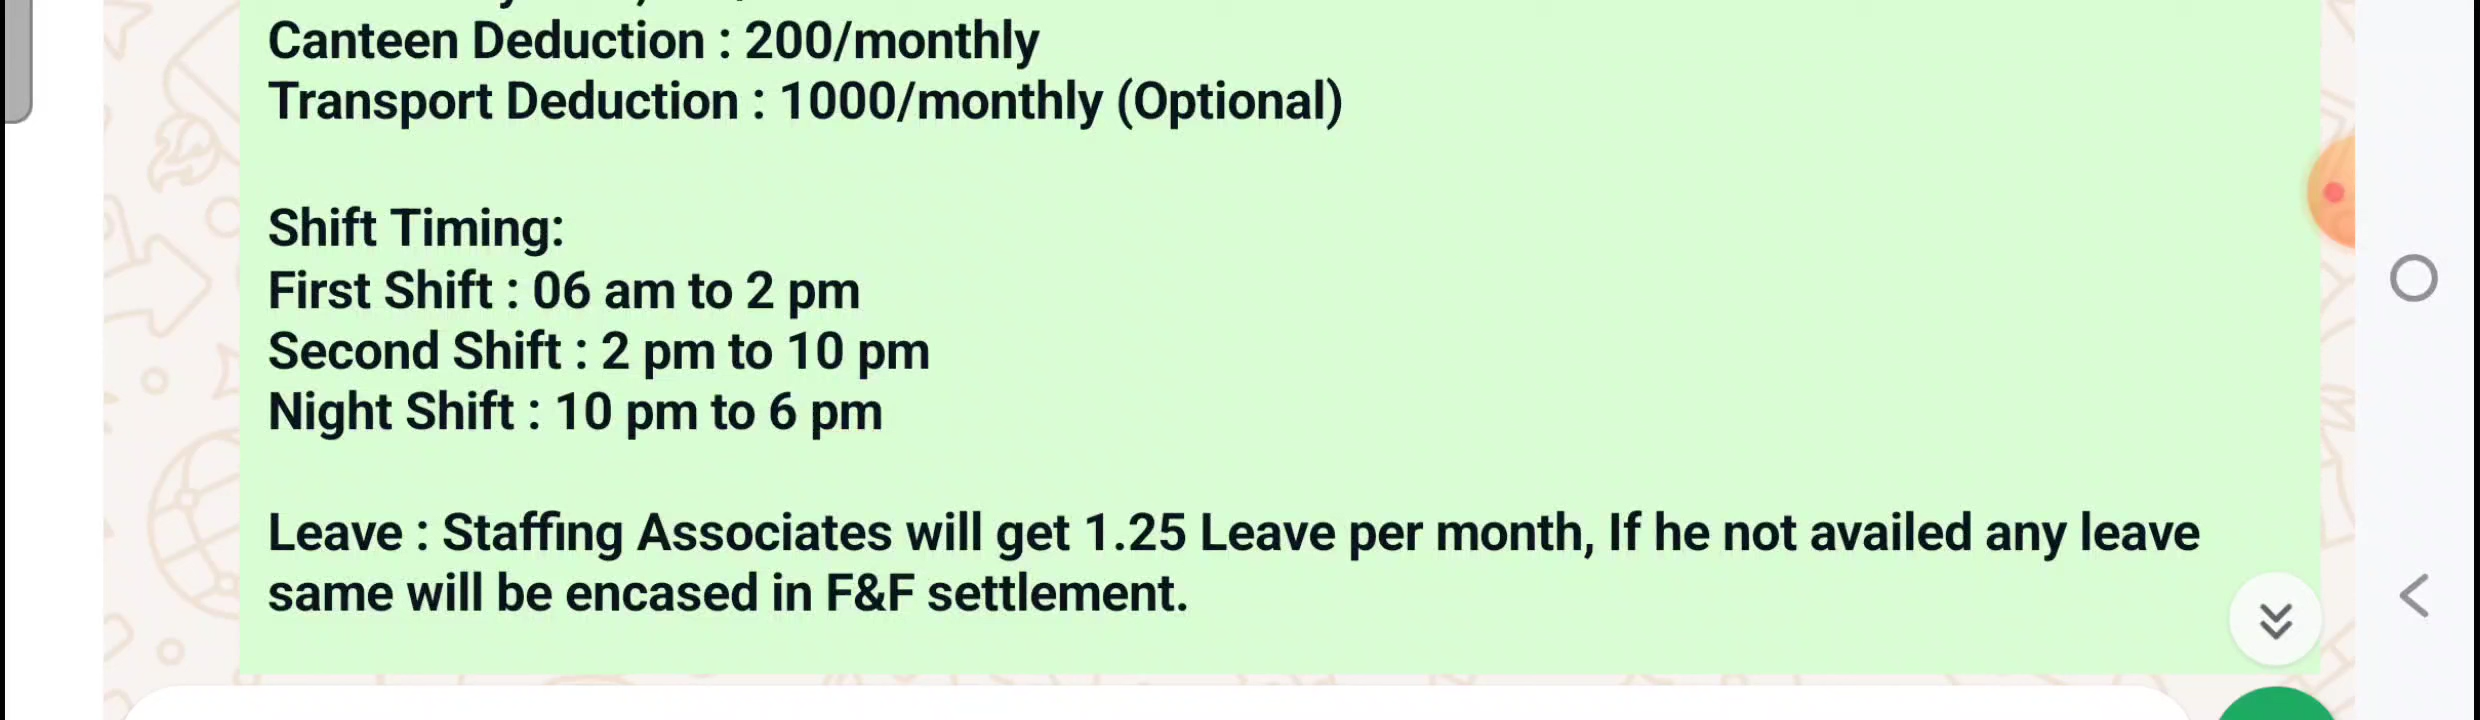 Canteen Deduction : 200/monthly
Transport Deduction : 1000/monthly (Optional)
Shift Timing:
First Shift : 06 am to 2 pm
Second Shift : 2 pm to 10 pm
Night Shift : 10 pm to 6 pm
Leave : Staffing Associates will get 1.25 Leave per month, If he not availed any leave
same will be encased in F&F settlement.